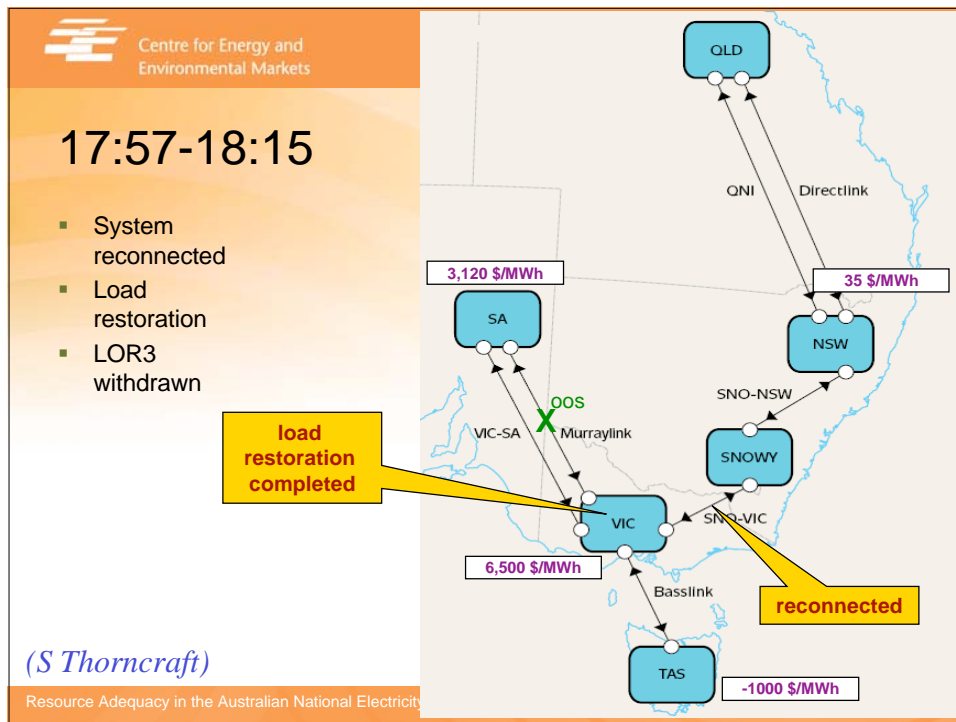 Centre for Energy and
Environmental Markets
17:57-18:15
▪ System
reconnected
▪ Load
restoration
▪ LOR3
withdrawn
QLD
QNI
Directlink
3,120 $/MWh
35 $/MWh
SA
NSW
SNO-NSW
OOS
X
VIC-SA
Murraylink
load
restoration
completed
SNOWY
VIC
SNO-VIC
6,500 $/MWh
Basslink
reconnected
TAS
-1000 $/MWh
(S Thorncraft)
Resource Adequacy in the Australian National Electricity